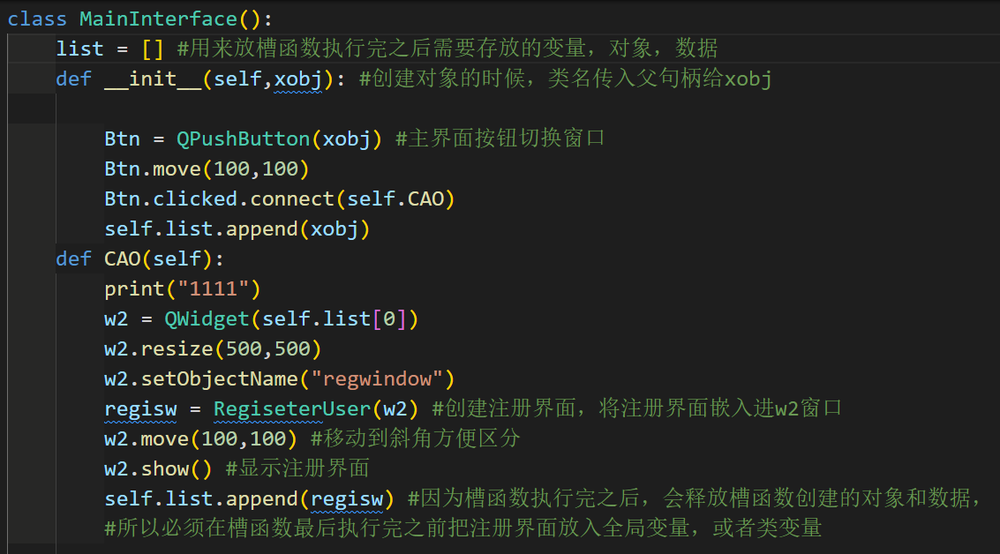 class MainInterface():
    list = [] #用来放槽函数执行完之后需要存放的变量，对象，数据
    def __init__(self,xobj): #创建对象的时候，类名传入父句柄给xobj
        Btn = QPushButton(xobj) #主界面按钮切换窗口
        Btn.move(100,100)
        Btn.clicked.connect(self.CAO)
        self.list.append(xobj)
    def CAO(self):
        print("1111")
        w2 = QWidget(self.list[0])
        w2.resize(500,500)
        w2.setObjectName("regwindow")
        regisw = RegiseterUser(w2) #创建注册界面，将注册界面嵌入进w2窗口
        w2.move(100,100) #移动到斜角方便区分
        w2.show() #显示注册界面
        self.list.append(regisw) #因为槽函数执行完之后，会释放槽函数创建的对象和数据，
        #所以必须在槽函数最后执行完之前把注册界面放入全局变量，或者类变量